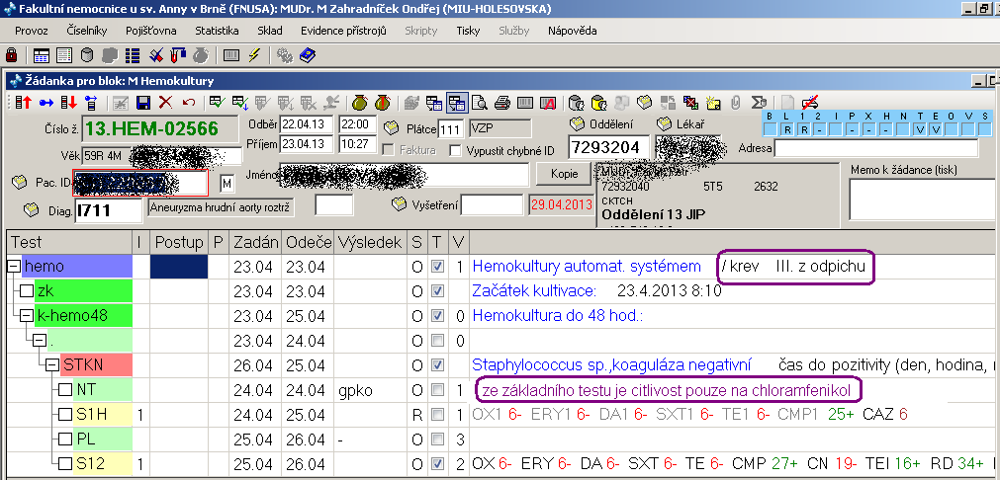 Fakultní nemocnice u sv. Anny v Brně (FNUSA): MUDr. M Zahradníček Ondřej (MIU-HOLESOVSKA)
Provoz Číselníky Pojišťovna Statistika Sklad Evidence přístrojů Skripty Tisky Služby Nápověda
Žádanka pro blok: M Hemokultury
Číslo ž. 13.HEM-02566 Odběr 22.04.13 22:00 Plátce 111 VZP Oddělení Lékař B L 1 2 I P X H N T E O V S
R R - - - - - V V
Příjem 23.04.13 10:27 Faktura Vypustit chybné ID 7293204 Adresa
Věk 59R 4M
Pac. ID M Jméno Kopie 72932040 5T5 2632 Memo k žádance (tisk)
CKTCH
Diag. I711 Aneuryzma hrudní aorty roztrž Vyšetření 29.04.2013 Oddělení 13 JIP
Test I Postup P Zadán Odeče Výsledek S T V
hemo 23.04 23.04 O 1 Hemokultury automat. systémem / krev III. z odpichu
zk 23.04 24.04 O Začátek kultivace: 23.4.2013 8:10
k-hemo48 23.04 25.04 O 0 Hemokultura do 48 hod.:
. 23.04 24.04 O 0
STKN 26.04 25.04 O Staphylococcus sp.,koaguláza negativní čas do pozitivity (den, hodina,
NT 24.04 24.04 gpko O 1 ze základního testu je citlivost pouze na chloramfenikol
S1H 1 24.04 25.04 R 1 OX1 6- ERY1 6- DA1 6- SXT1 6- TE1 6- CMP1 25+ CAZ 6
PL 25.04 26.04 - O 3
S12 1 25.04 26.04 O 2 OX 6- ERY 6- DA 6- SXT 6- TE 6- CMP 27+ CN 19- TEI 16+ RD 34+